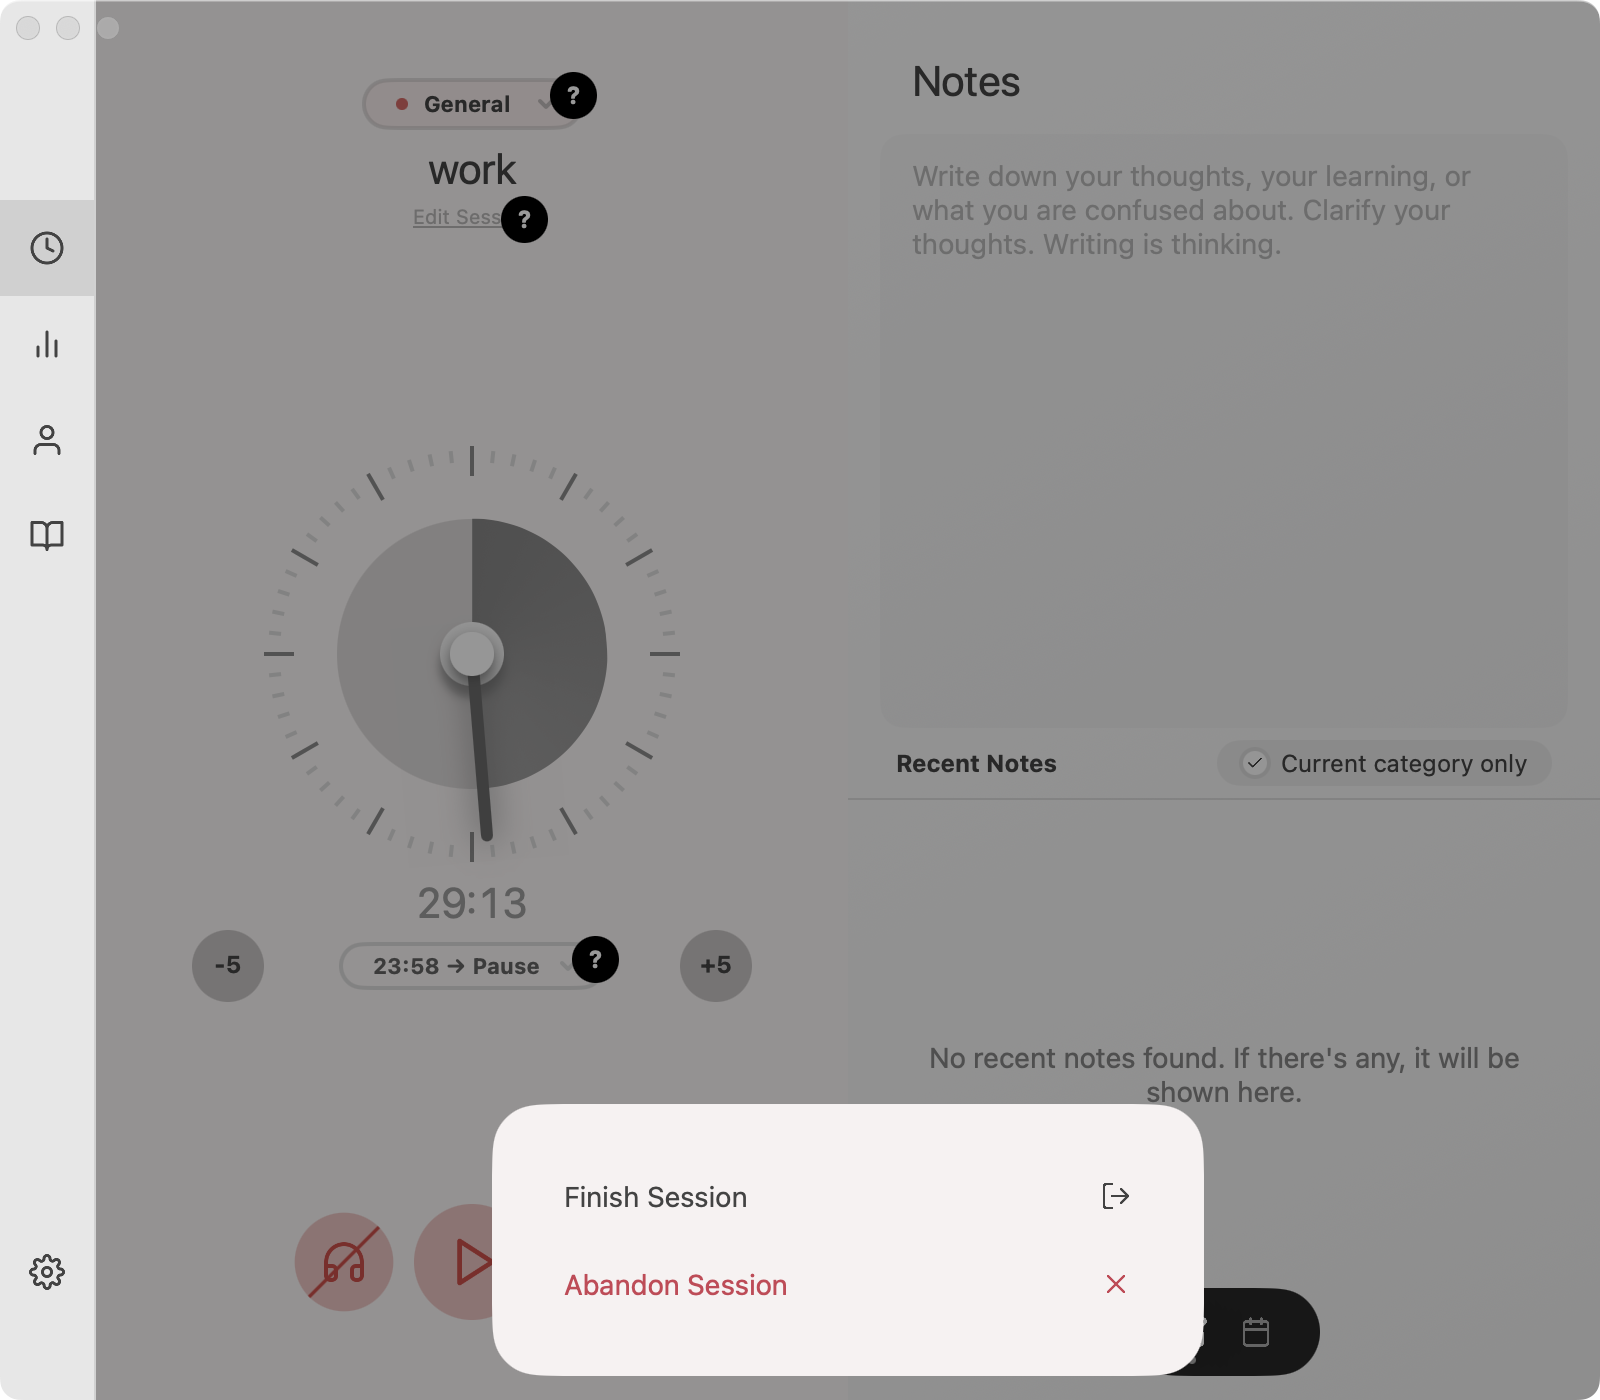 General
?
work
Edit Sess
?
29:13
-5
23:58 → Pause
?
+5
Notes
Write down your thoughts, your learning, or
what you are confused about. Clarify your
thoughts. Writing is thinking.
Recent Notes
Current category only
No recent notes found. If there's any, it will be
shown here.
Finish Session
Abandon Session